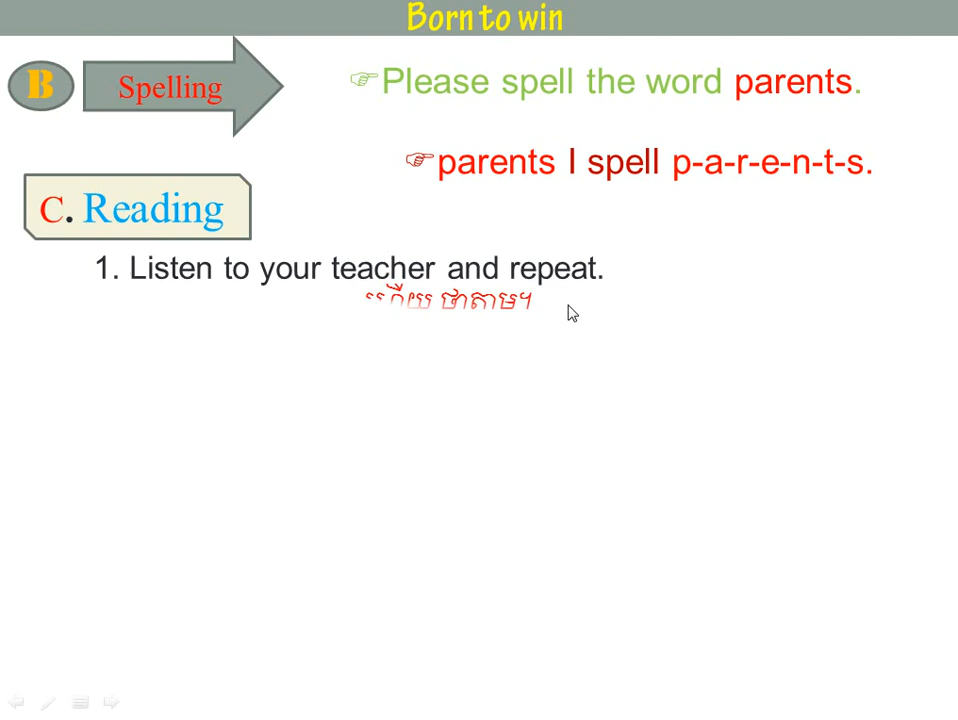 Born to win
B Spelling
☞Please spell the word parents.
☞parents I spell p-a-r-e-n-t-s.
C. Reading
1. Listen to your teacher and repeat.
ថាតាម។